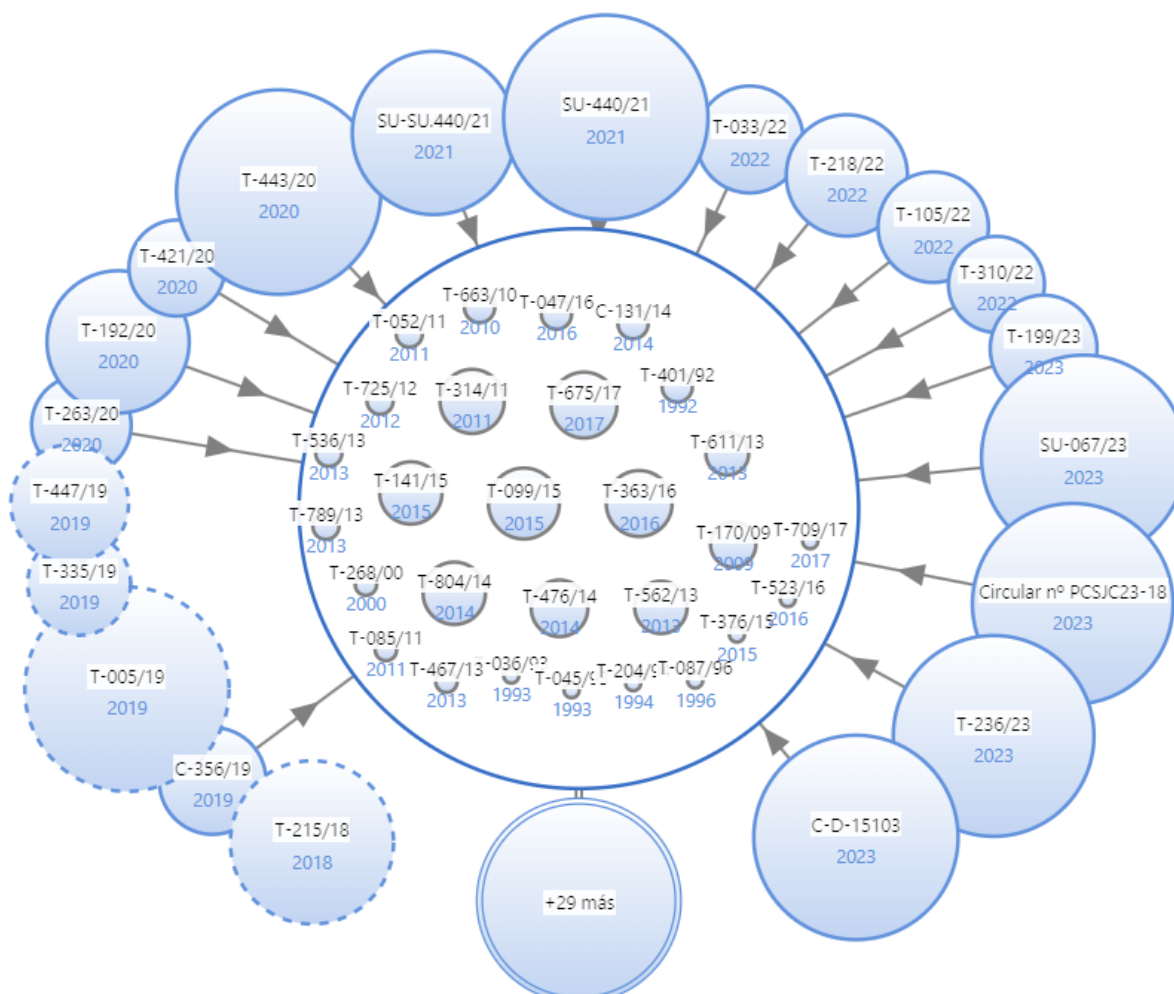 SU-440/21
2021
SU-SU.440/21
2021
T-033/22
2022
T-218/22
2022
T-443/20
2020
T-105/22
2022
T-421/20
2020
T-310/22
2022
T-192/20
2020
T-199/23
2023
T-263/20
2020
SU-067/23
2023
T-447/19
2019
T-335/19
2019
Circular nº PCSJC23-18
2023
T-005/19
2019
T-236/23
2023
C-356/19
2019
T-215/18
2018
C-D-15103
2023
+29 más
T-663/10
2010
T-047/16
2016
C-131/14
2014
T-052/11
2011
T-725/12
2012
T-314/11
2011
T-675/17
2017
T-401/92
1992
T-536/13
2013
T-611/13
2013
T-141/15
2015
T-099/15
2015
T-363/16
2016
T-789/13
2013
T-170/09
2009
T-709/17
2017
T-268/00
2000
T-804/14
2014
T-476/14
2014
T-562/13
2013
T-523/16
2016
T-376/15
2015
T-085/11
2011
T-467/13
2013
1993
1993
1994
T-087/96
1996